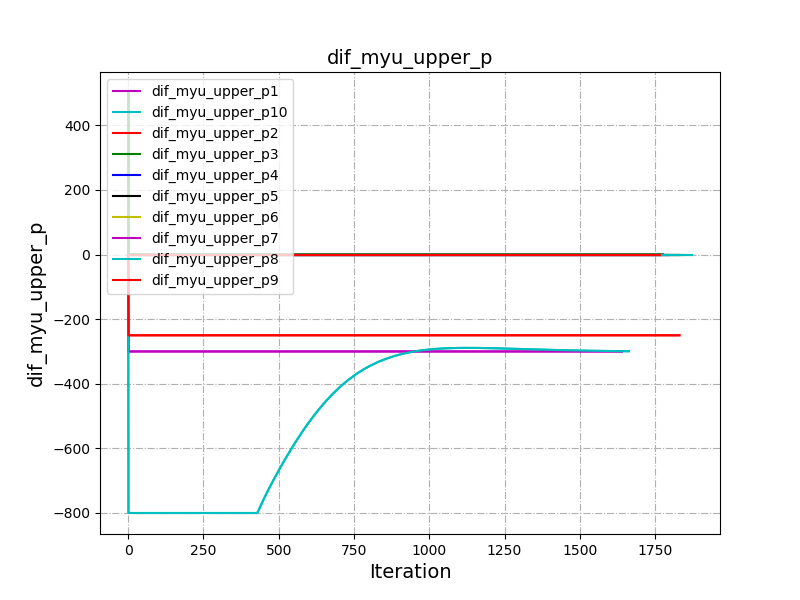 dif_myu_upper_p
dif_myu_upper_p
400
200
0
−200
−400
−600
−800
dif_myu_upper_p1
dif_myu_upper_p10
dif_myu_upper_p2
dif_myu_upper_p3
dif_myu_upper_p4
dif_myu_upper_p5
dif_myu_upper_p6
dif_myu_upper_p7
dif_myu_upper_p8
dif_myu_upper_p9
0 250 500 750 1000 1250 1500 1750
Iteration